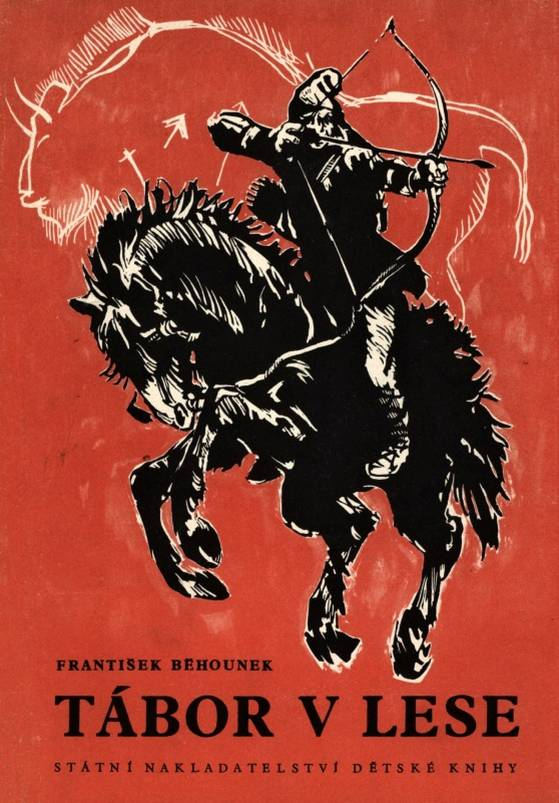 FRANTIŠEK BĚHOUNEK
TÁBOR V LESE
STÁTNÍ NAKLADATELSTVÍ DĚTSKÉ KNIHY